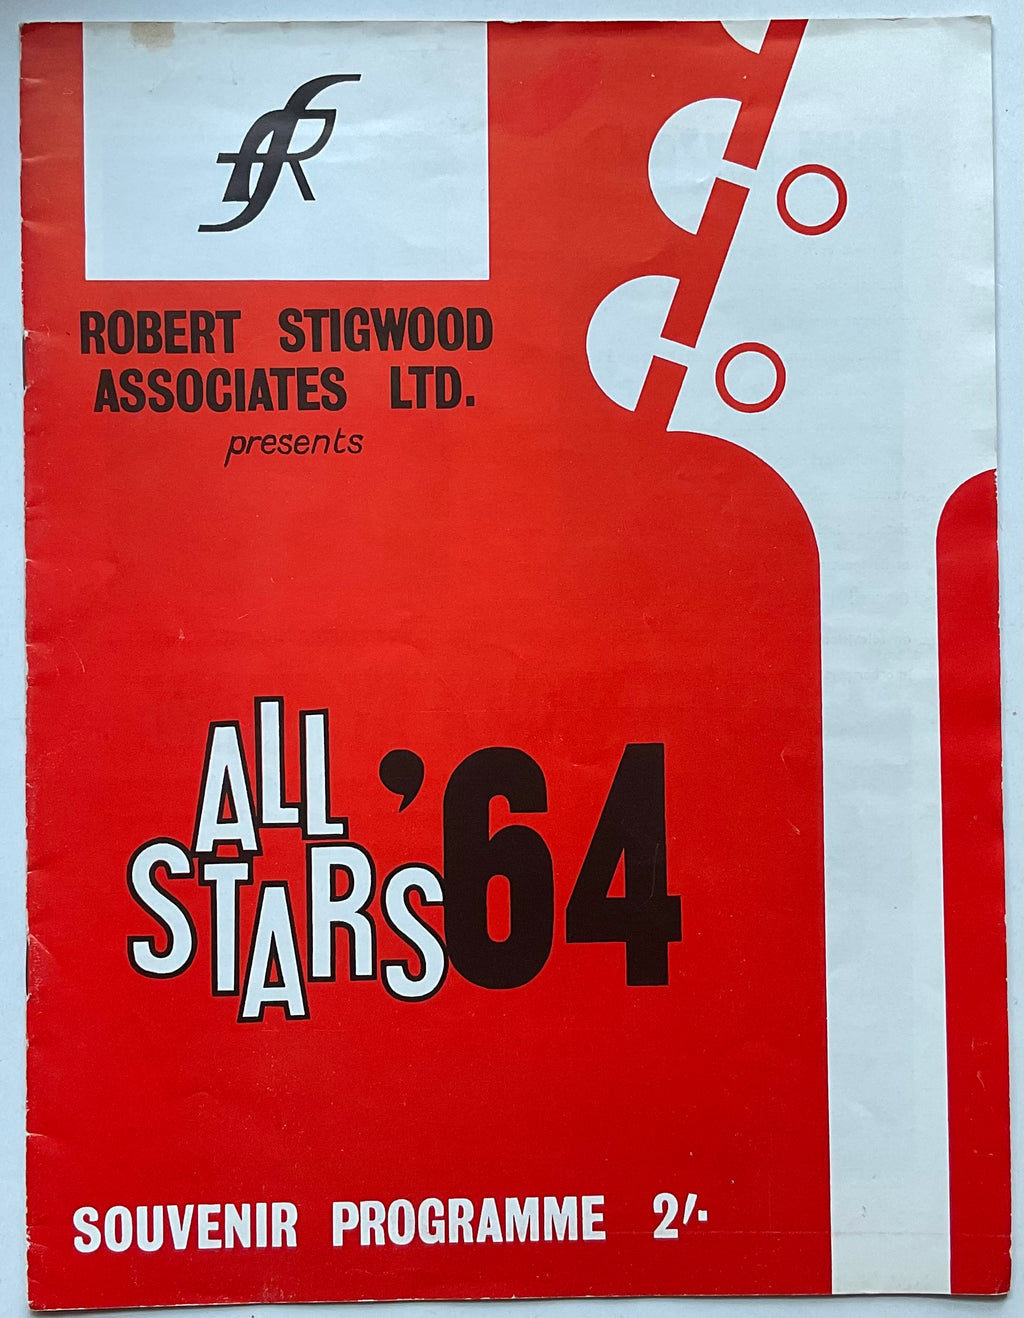 ROBERT STIGWOOD
ASSOCIATES LTD.
presents
ALL
STARS
'64
SOUVENIR PROGRAMME 2/-